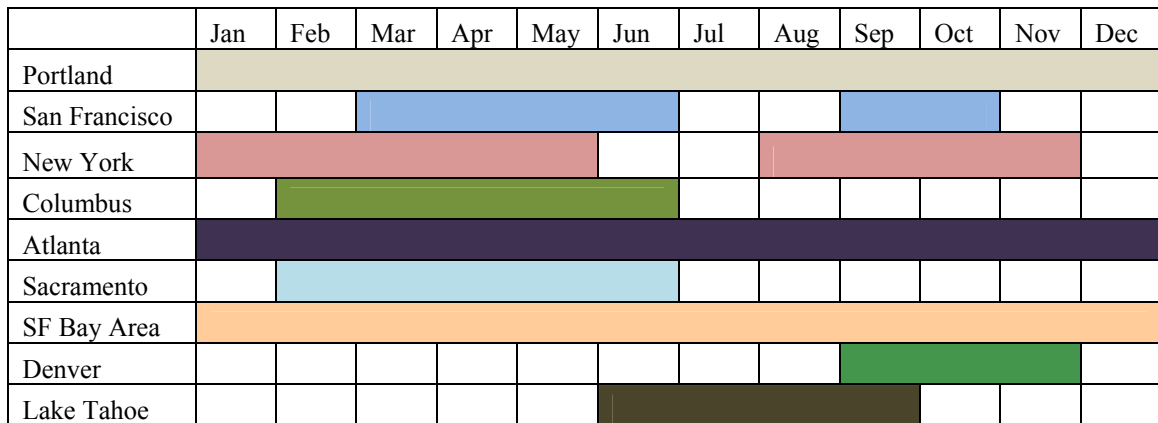 Jan Feb Mar Apr May Jun Jul Aug Sep Oct Nov Dec
Portland
San Francisco
New York
Columbus
Atlanta
Sacramento
SF Bay Area
Denver
Lake Tahoe